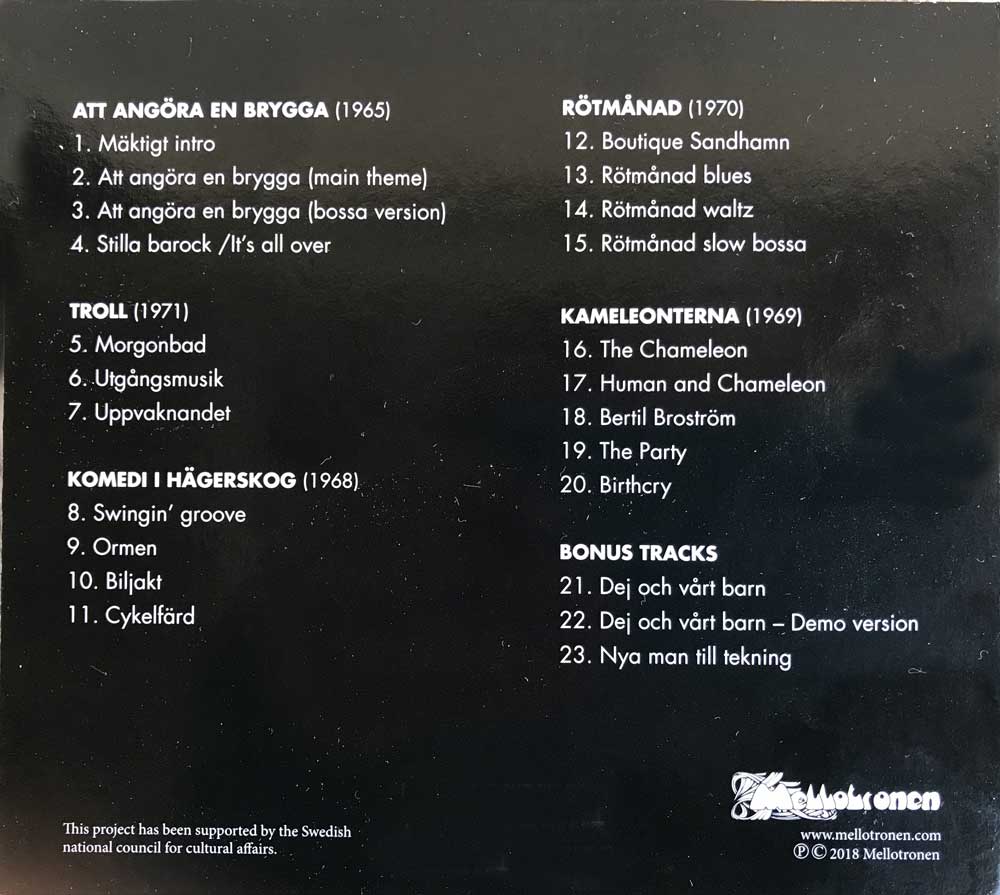 ATT ANGÖRA EN BRYGGA (1965)
1. Mäktigt intro
2. Att angöra en brygga (main theme)
3. Att angöra en brygga (bossa version)
4. Stilla barock /It's all over
TROLL (1971)
5. Morgonbad
6. Utgångsmusik
7. Uppvaknandet
KOMEDI I HÄGERSKOG (1968)
8. Swingin' groove
9. Ormen
10. Biljakt
11. Cykelfärd
RÖTMÅNAD (1970)
12. Boutique Sandhamn
13. Rötmånad blues
14. Rötmånad waltz
15. Rötmånad slow bossa
KAMELEONTERNA (1969)
16. The Chameleon
17. Human and Chameleon
18. Bertil Broström
19. The Party
20. Birthcry
BONUS TRACKS
21. Dej och vårt barn
22. Dej och vårt barn – Demo version
23. Nya man till tekning
This project has been supported by the Swedish
national council for cultural affairs.
Mellotronen
www.mellotronen.com
Ⓟ © 2018 Mellotronen